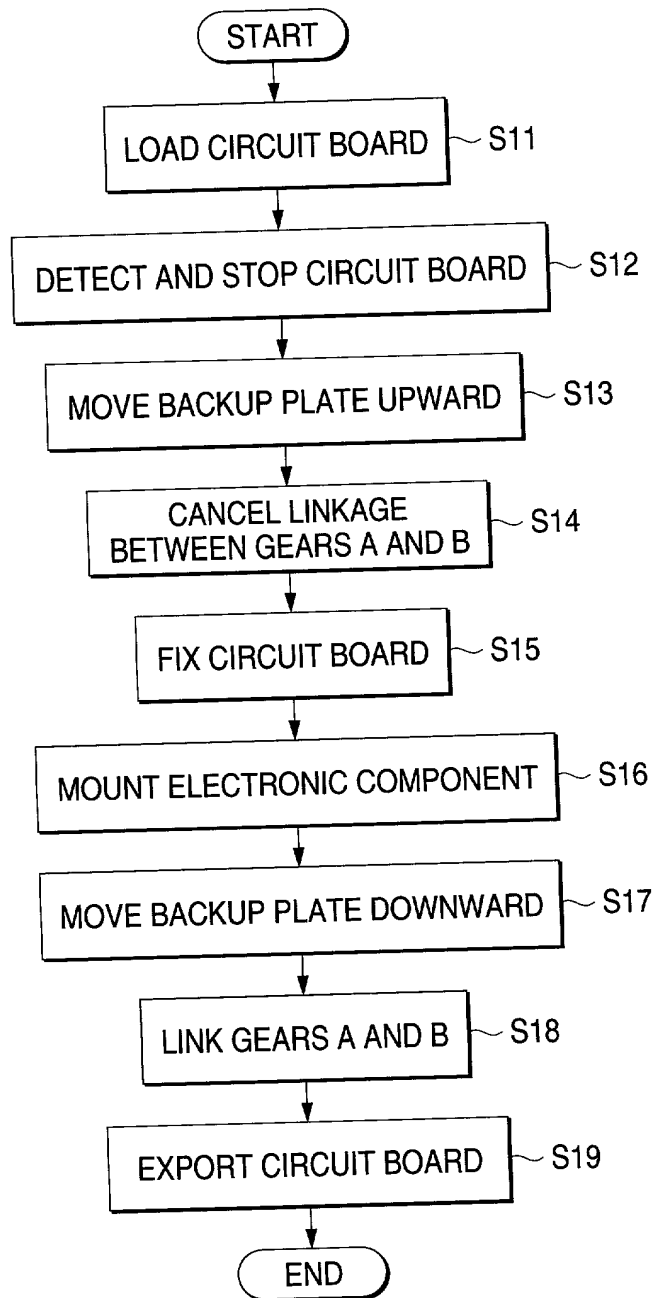 START
LOAD CIRCUIT BOARD S11
DETECT AND STOP CIRCUIT BOARD S12
MOVE BACKUP PLATE UPWARD S13
CANCEL LINKAGE
BETWEEN GEARS A AND B S14
FIX CIRCUIT BOARD S15
MOUNT ELECTRONIC COMPONENT S16
MOVE BACKUP PLATE DOWNWARD S17
LINK GEARS A AND B S18
EXPORT CIRCUIT BOARD S19
END